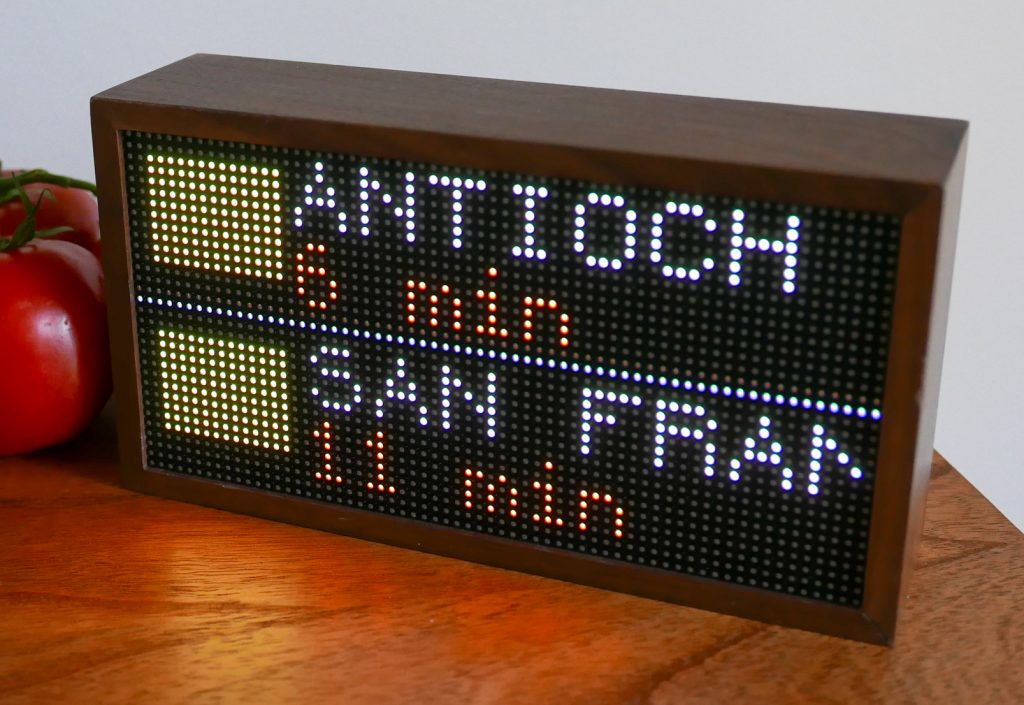 ANTIOCH
6 min
SAN FRAN
11 min